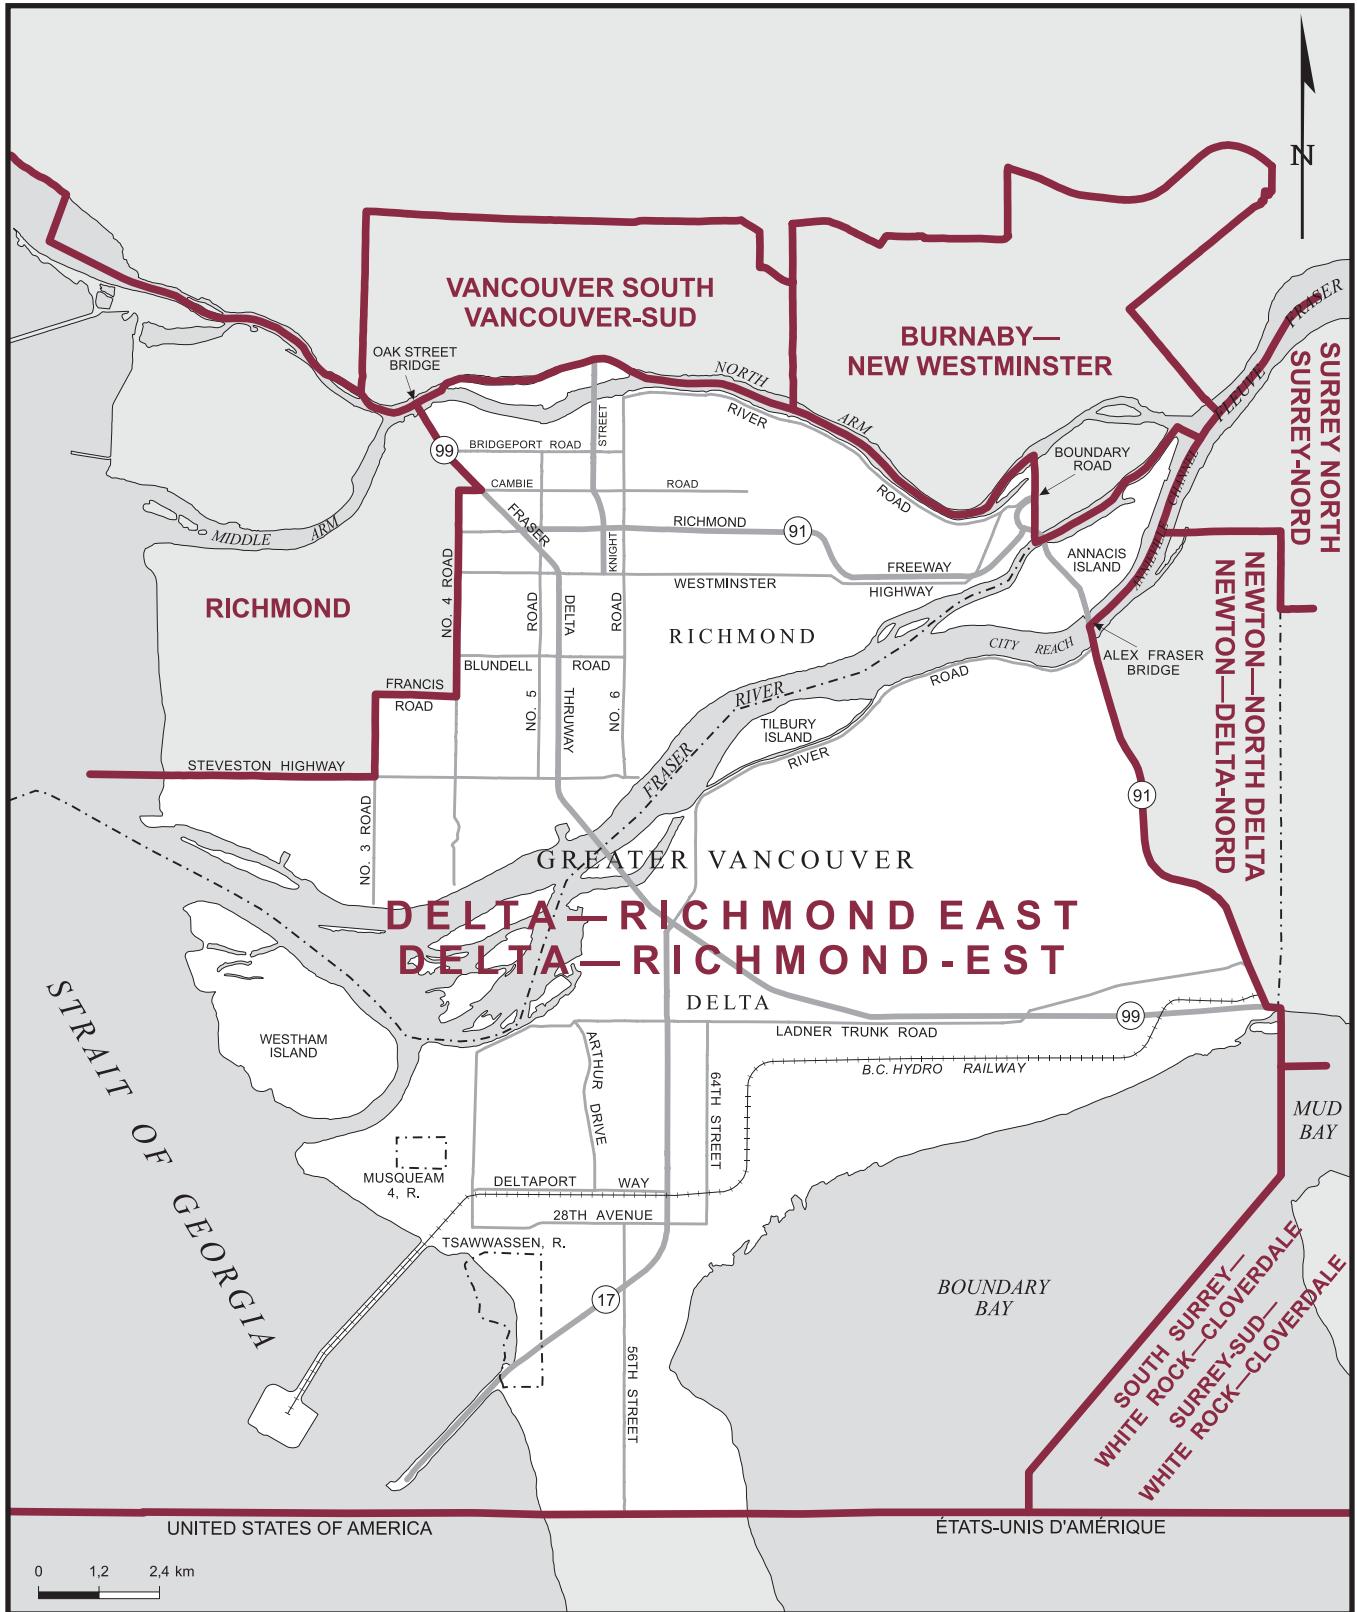 N
VANCOUVER SOUTH
VANCOUVER-SUD
BURNABY—
NEW WESTMINSTER
SURREY NORTH
SURREY-NORD
FLEUVE FRASER
OAK STREET
BRIDGE
NORTH ARM
RIVER ROAD
BOUNDARY
ROAD
99
BRIDGEPORT ROAD
STREET
KNIGHT
CAMBIE ROAD
FRASER
DELTA
THRUWAY
RICHMOND
91
FREEWAY
WESTMINSTER HIGHWAY
ANNACIS
ISLAND
ANNIEVILLE CHANNEL
MIDDLE ARM
RICHMOND
NO. 4 ROAD
NO. 5 ROAD
NO. 6 ROAD
RICHMOND
CITY REACH
ALEX FRASER
BRIDGE
NEWTON—NORTH DELTA
NEWTON—DELTA-NORD
BLUNDELL ROAD
FRANCIS
ROAD
FRASER RIVER
TILBURY
ISLAND
RIVER ROAD
STEVESTON HIGHWAY
NO. 3 ROAD
91
GREATER VANCOUVER
DELTA—RICHMOND EAST
DELTA—RICHMOND-EST
DELTA
99
LADNER TRUNK ROAD
WESTHAM
ISLAND
STRAIT OF GEORGIA
ARTHUR DRIVE
64TH STREET
B.C. HYDRO RAILWAY
MUD
BAY
MUSQUEAM
4, R.
DELTAPORT WAY
28TH AVENUE
TSAWWASSEN, R.
17
56TH STREET
BOUNDARY
BAY
SOUTH SURREY—
WHITE ROCK—CLOVERDALE
SURREY-SUD—
WHITE ROCK—CLOVERDALE
UNITED STATES OF AMERICA
ÉTATS-UNIS D'AMÉRIQUE
0 1,2 2,4 km